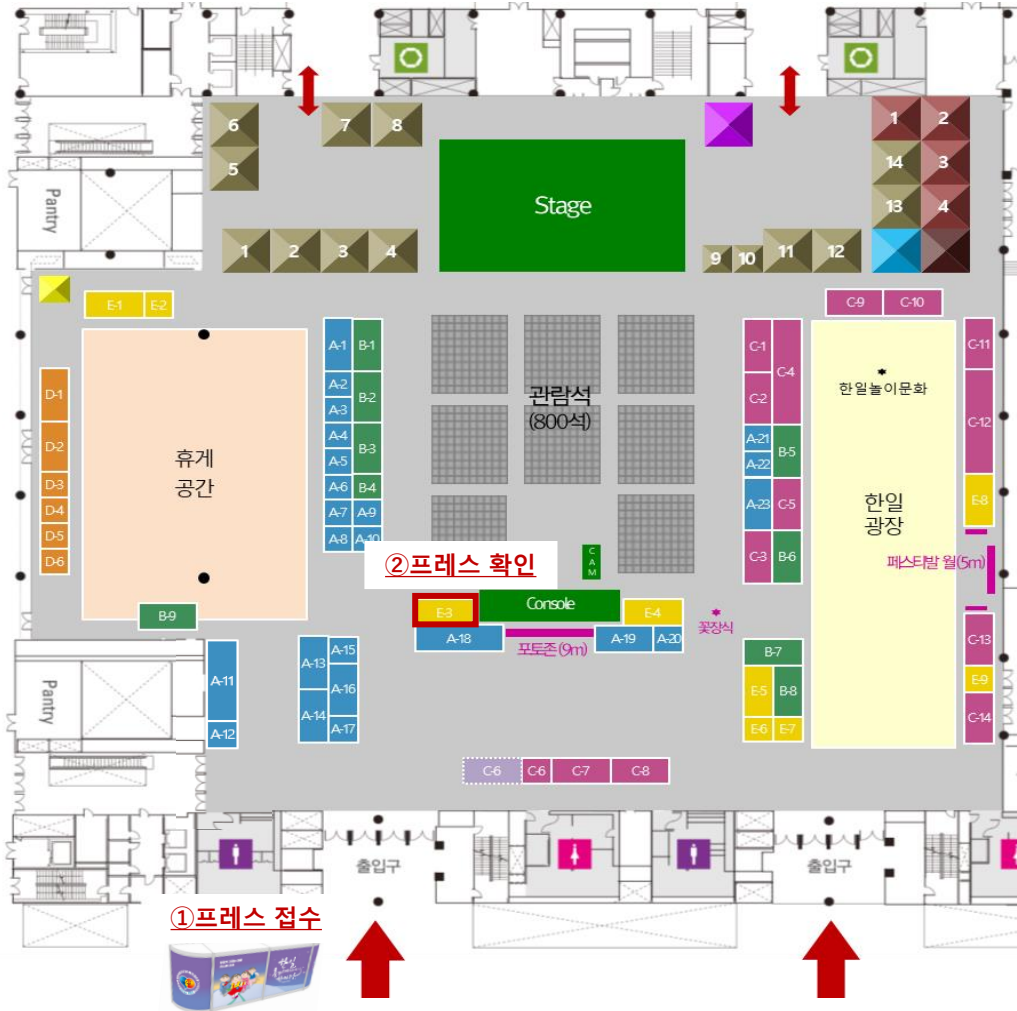 6
7
8
5
1
2
14
3
13
4
Stage
Pantry
1
2
3
4
9
10
11
12
E-1
E-2
C-9
C-10
A-1
B-1
A-2
B-2
A-3
A-4
B-3
A-5
A-6
B-4
A-7
A-9
A-8
A-10
D-1
D-2
D-3
D-4
D-5
D-6
휴게
공간
B-9
관람석
(800석)
C-1
C-4
C-2
A-21
B-5
A-22
A-23
C-5
C-3
B-6
한일놀이문화
한일
광장
C-11
C-12
E-8
페스티발 월(5m)
C-13
E-9
C-14
②프레스 확인
CAM
E-3
Console
E-4
A-18
포토존(9m)
A-19
A-20
꽃장식
B-7
E-5
B-8
E-6
E-7
Pantry
A-11
A-12
A-13
A-15
A-16
A-14
A-17
C-6
C-6
C-7
C-8
출입구
출입구
①프레스 접수